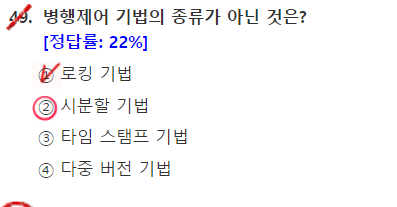 49. 병행제어 기법의 종류가 아닌 것은?
[정답률: 22%]
① 로킹 기법
② 시분할 기법
③ 타임 스탬프 기법
④ 다중 버전 기법